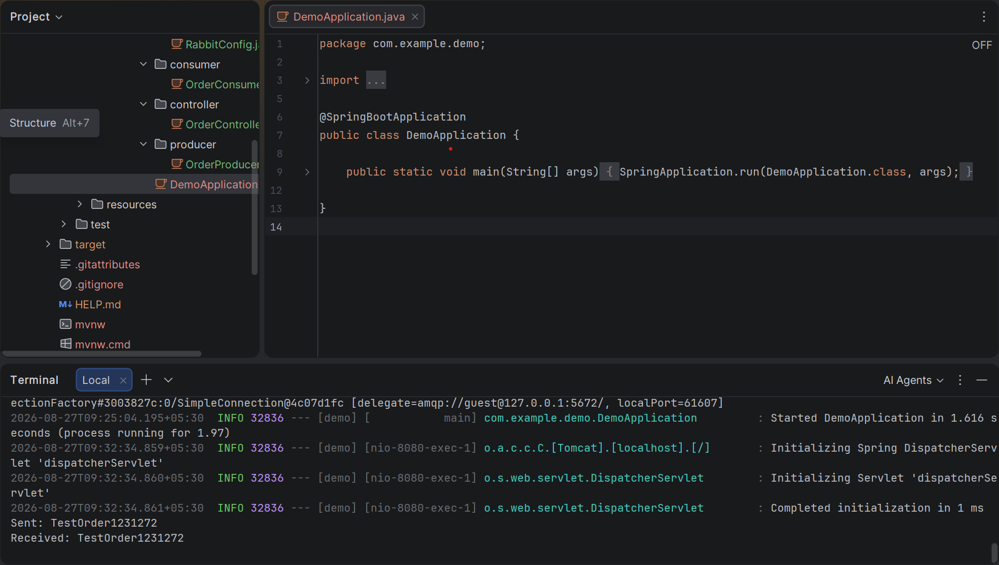 Project
RabbitConfig.ja
consumer
OrderConsume
controller
OrderControlle
Structure Alt+7
producer
OrderProducer
DemoApplication.
resources
test
target
.gitattributes
.gitignore
M↓ HELP.md
mvnw
mvnw.cmd
DemoApplication.java
OFF
1 package com.example.demo;
2
3 import ...
5
6 @SpringBootApplication
7 public class DemoApplication {
8
9 public static void main(String[] args) { SpringApplication.run(DemoApplication.class, args); }
12
13 }
14
Terminal Local AI Agents
ectionFactory#3003827c:0/SimpleConnection@4c07d1fc [delegate=amqp://guest@127.0.0.1:5672/, localPort=61607]
2026-08-27T09:25:04.195+05:30 INFO 32836 --- [demo] [ main] com.example.demo.DemoApplication : Started DemoApplication in 1.616 s
econds (process running for 1.97)
2026-08-27T09:32:34.859+05:30 INFO 32836 --- [demo] [nio-8080-exec-1] o.a.c.c.C.[Tomcat].[localhost].[/] : Initializing Spring DispatcherServ
let 'dispatcherServlet'
2026-08-27T09:32:34.860+05:30 INFO 32836 --- [demo] [nio-8080-exec-1] o.s.web.servlet.DispatcherServlet : Initializing Servlet 'dispatcherSe
rvlet'
2026-08-27T09:32:34.861+05:30 INFO 32836 --- [demo] [nio-8080-exec-1] o.s.web.servlet.DispatcherServlet : Completed initialization in 1 ms
Sent: TestOrder1231272
Received: TestOrder1231272